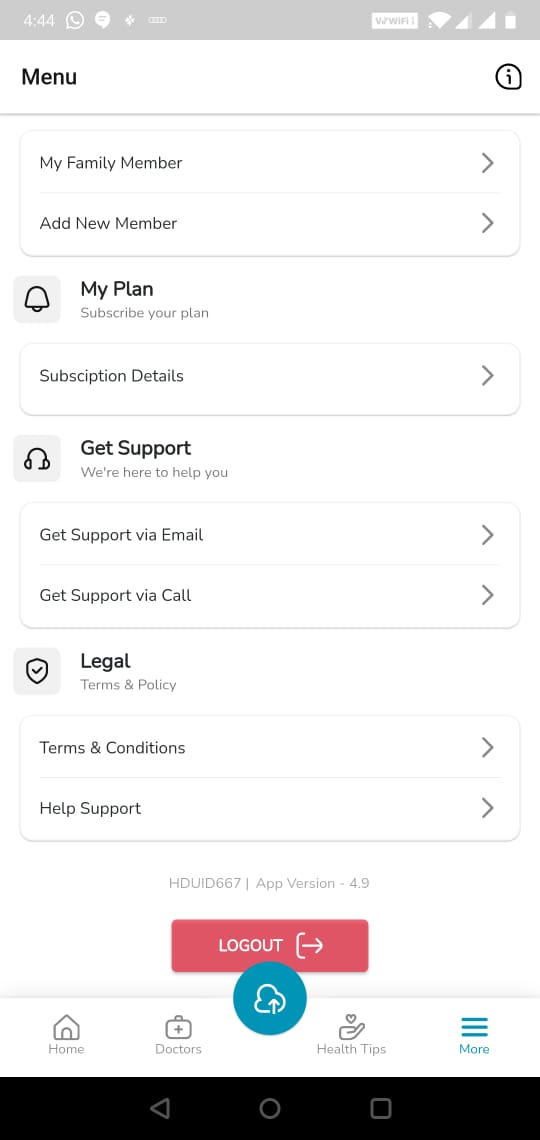 4:44
VoWiFi
Menu
My Family Member
Add New Member
My Plan
Subscribe your plan
Subsciption Details
Get Support
We're here to help you
Get Support via Email
Get Support via Call
Legal
Terms & Policy
Terms & Conditions
Help Support
HDUID667 | App Version - 4.9
LOGOUT
Home
Doctors
Health Tips
More